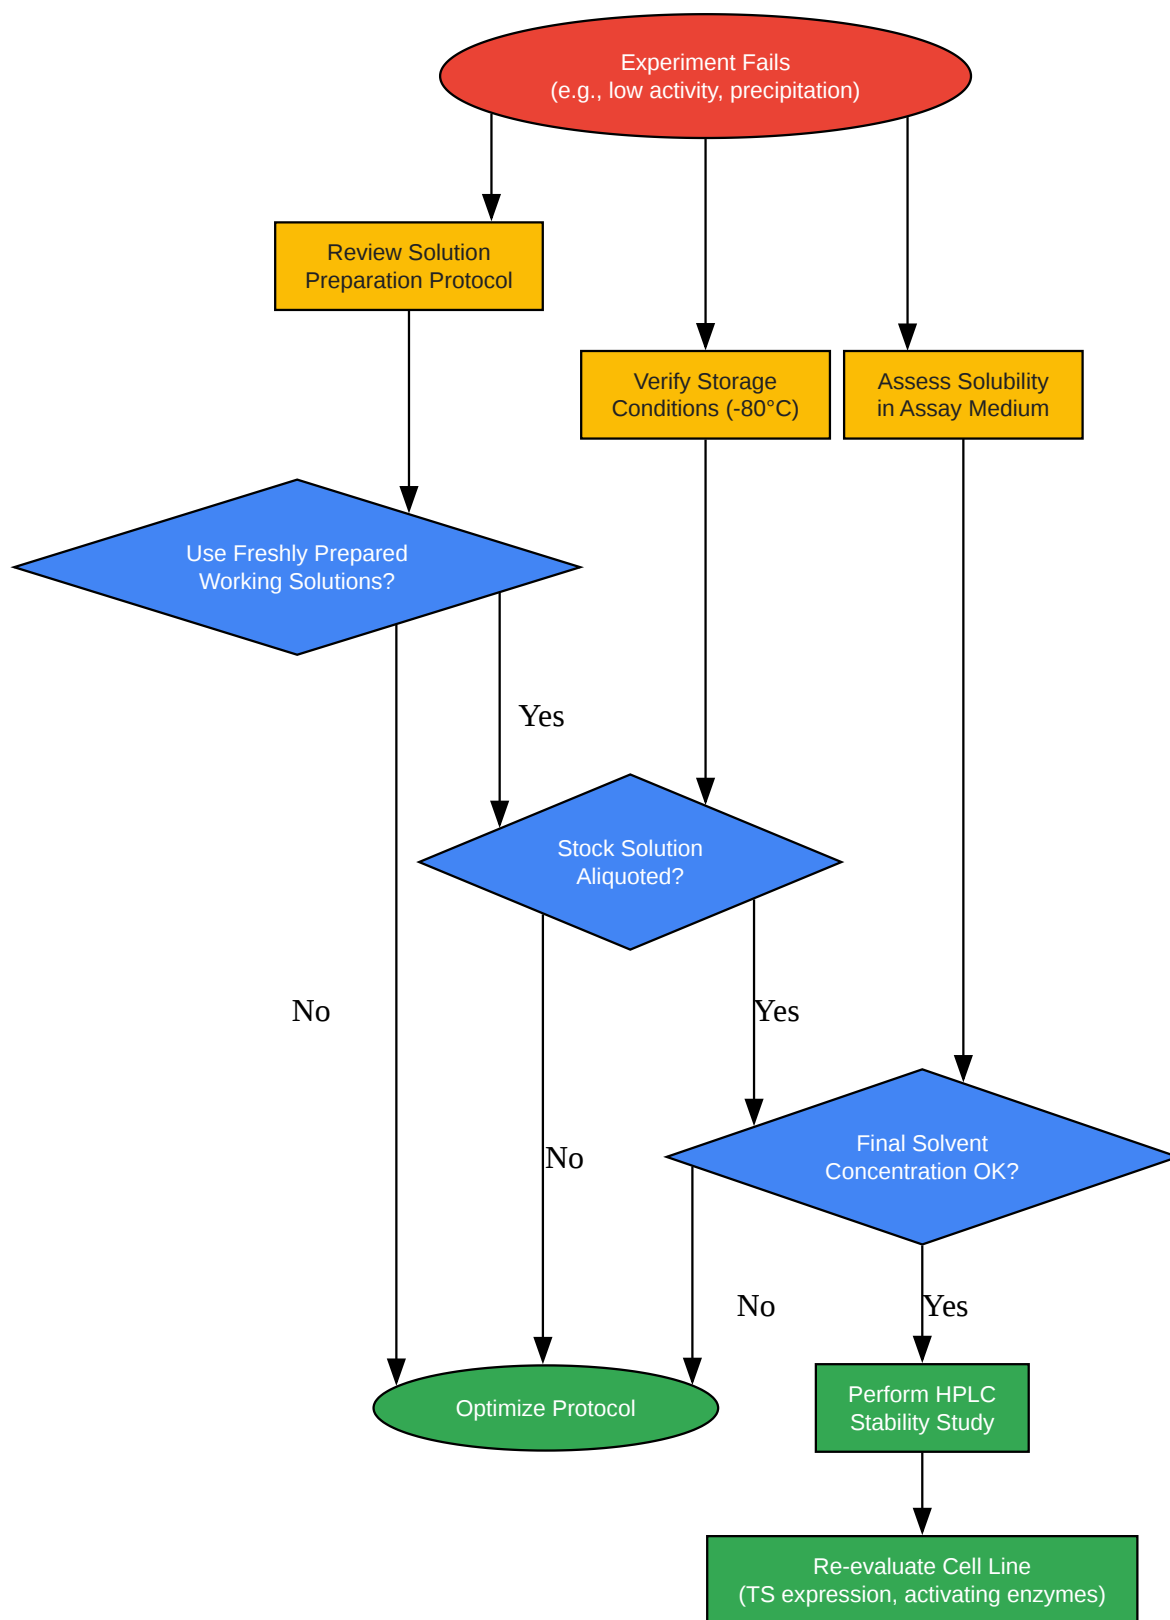 Experiment Fails
(e.g., low activity, precipitation)
Review Solution
Preparation Protocol
Verify Storage
Conditions (-80°C)
Assess Solubility
in Assay Medium
Use Freshly Prepared
Working Solutions?
Yes
Stock Solution
Aliquoted?
No
Yes
No
Final Solvent
Concentration OK?
No
Yes
Optimize Protocol
Perform HPLC
Stability Study
Re-evaluate Cell Line
(TS expression, activating enzymes)